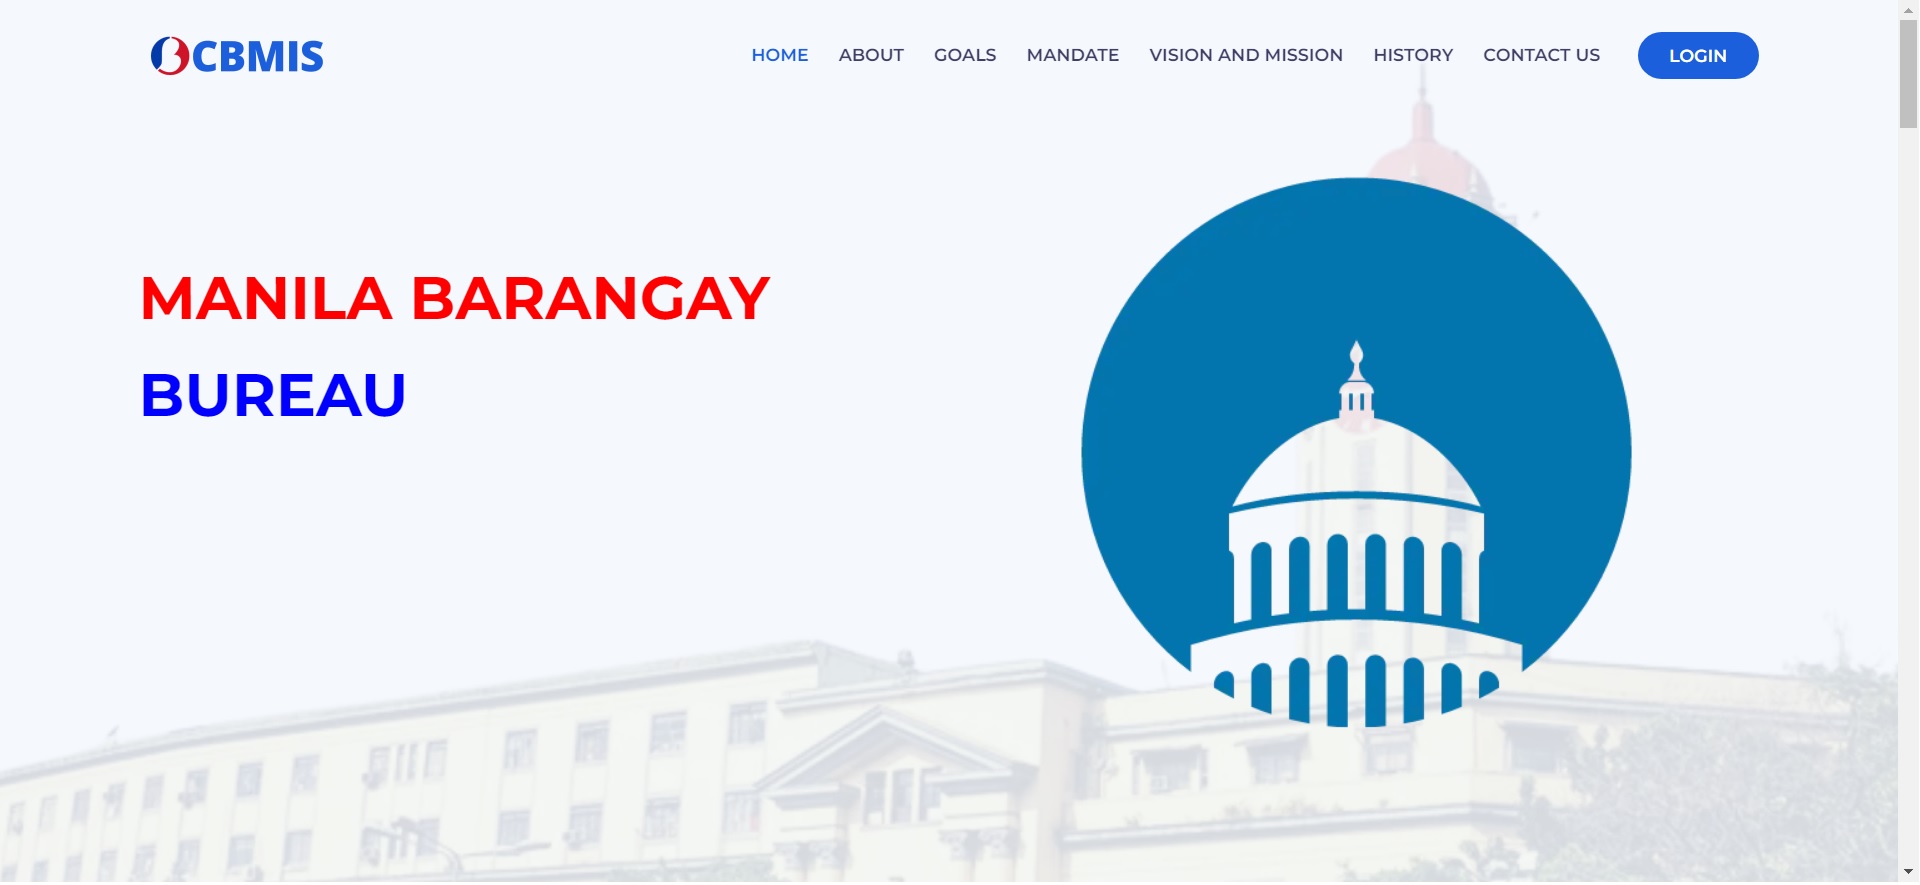 CBMIS
HOME ABOUT GOALS MANDATE VISION AND MISSION HISTORY CONTACT US LOGIN
MANILA BARANGAY
BUREAU